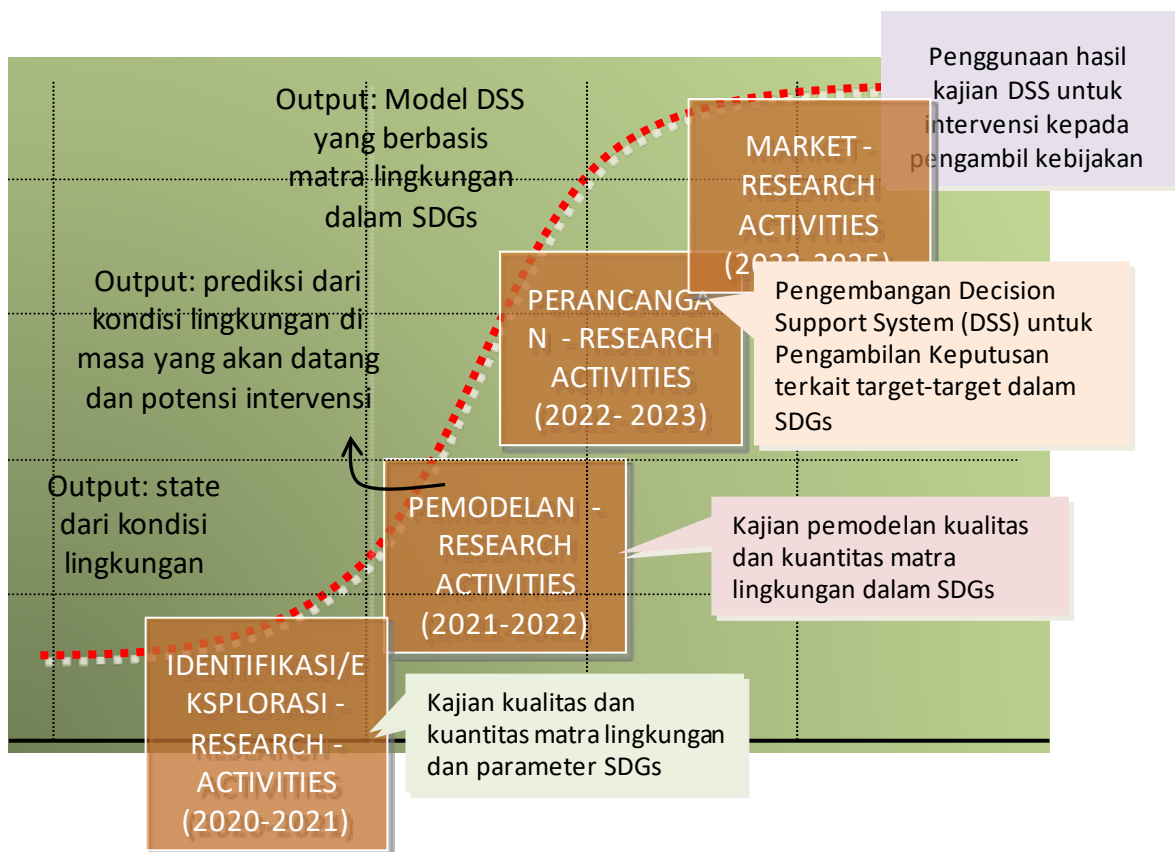 Penggunaan hasil
kajian DSS untuk
intervensi kepada
pengambil kebijakan
Output: Model DSS
yang berbasis
matra lingkungan
dalam SDGs
MARKET -
RESEARCH
ACTIVITIES
Output: prediksi dari
kondisi lingkungan di
masa yang akan datang
dan potensi intervensi
PERANCANGA
N - RESEARCH
ACTIVITIES
(2022- 2023)
Pengembangan Decision
Support System (DSS) untuk
Pengambilan Keputusan
terkait target-target dalam
SDGs
Output: state
dari kondisi
lingkungan
PEMODELAN -
RESEARCH
ACTIVITIES
(2021-2022)
Kajian pemodelan kualitas
dan kuantitas matra
lingkungan dalam SDGs
IDENTIFIKASI/E
KSPLORASI -
RESEARCH -
ACTIVITIES
(2020-2021)
Kajian kualitas dan
kuantitas matra lingkungan
dan parameter SDGs